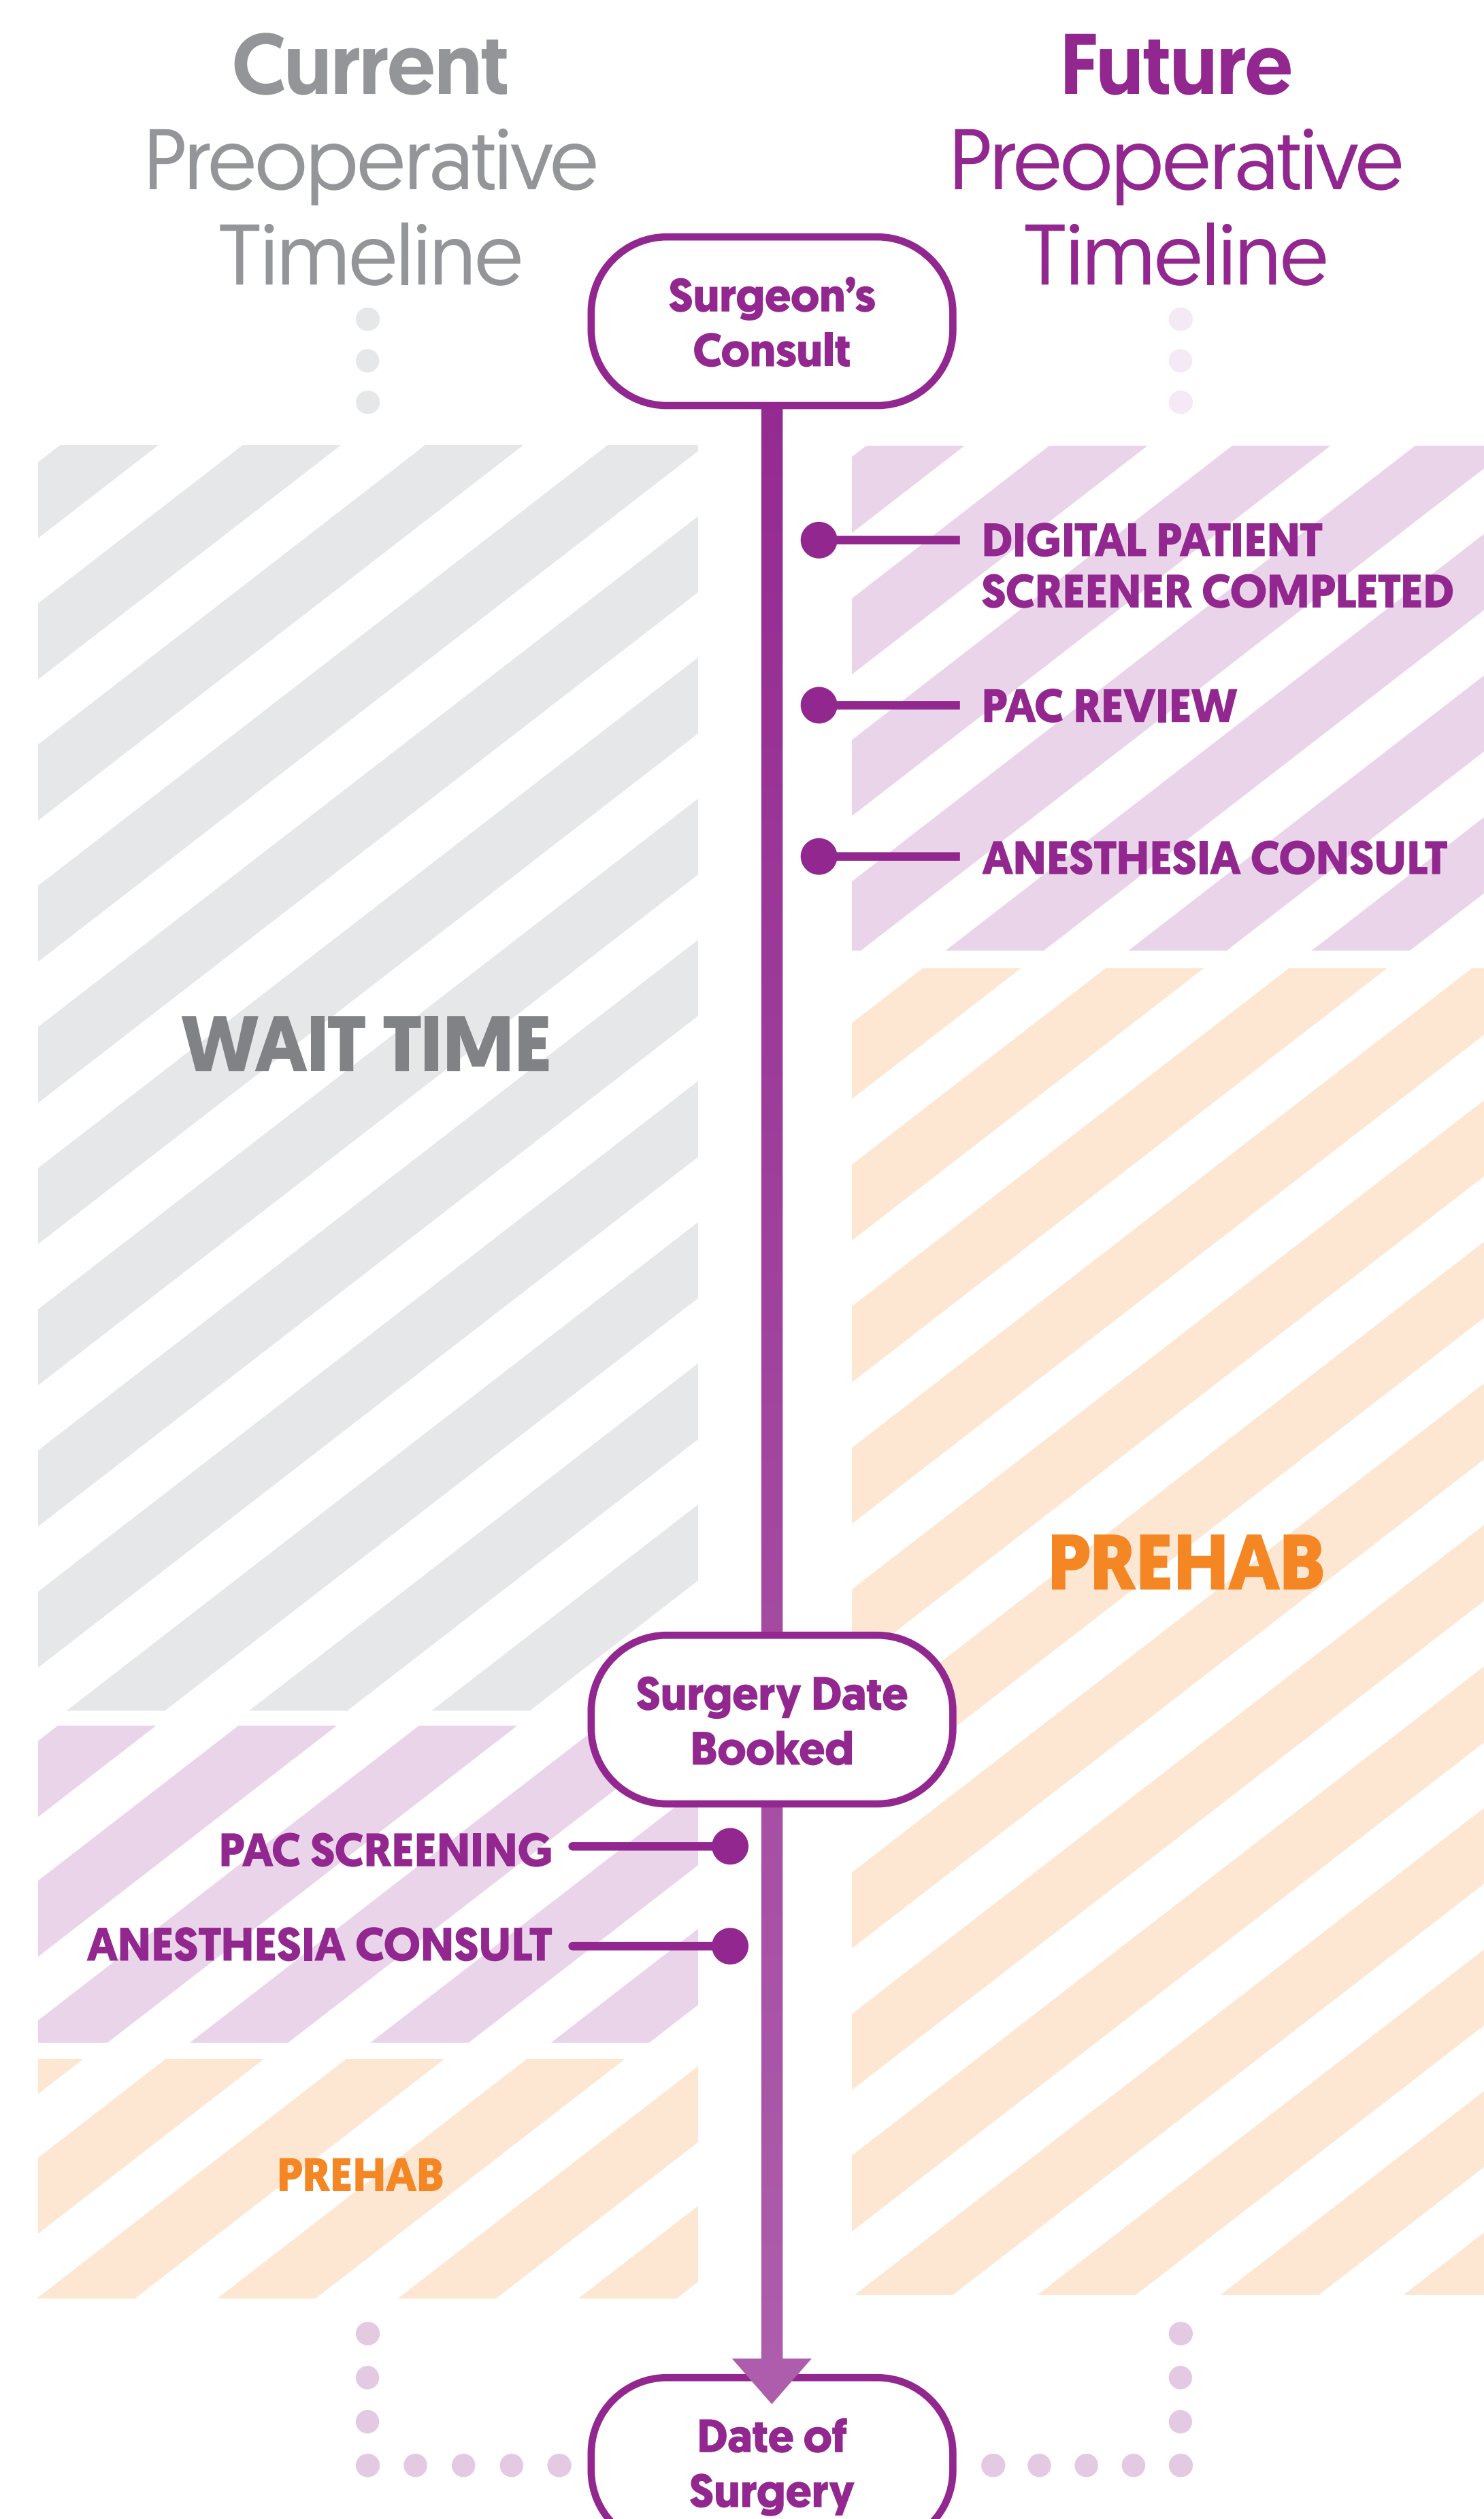 Current
Preoperative
Timeline
Future
Preoperative
Timeline
Surgeon's
Consult
DIGITAL PATIENT
SCREENER COMPLETED
PAC REVIEW
ANESTHESIA CONSULT
WAIT TIME
PREHAB
Surgery Date
Booked
PAC SCREENING
ANESTHESIA CONSULT
PREHAB
Date of
Surgery